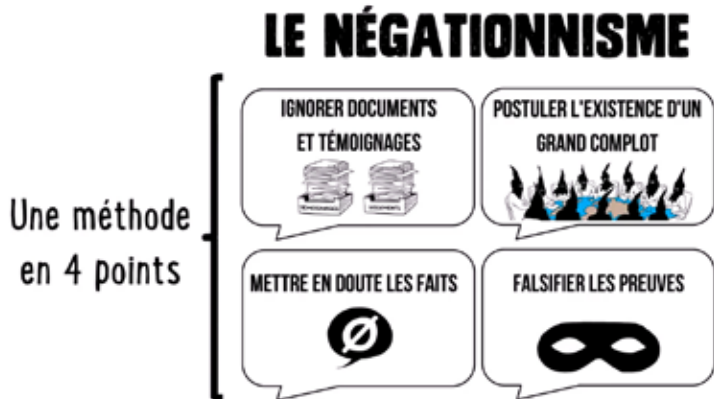 LE NÉGATIONNISME
Une méthode
en 4 points
IGNORER DOCUMENTS
ET TÉMOIGNAGES
POSTULER L'EXISTENCE D'UN
GRAND COMPLOT
METTRE EN DOUTE LES FAITS
FALSIFIER LES PREUVES